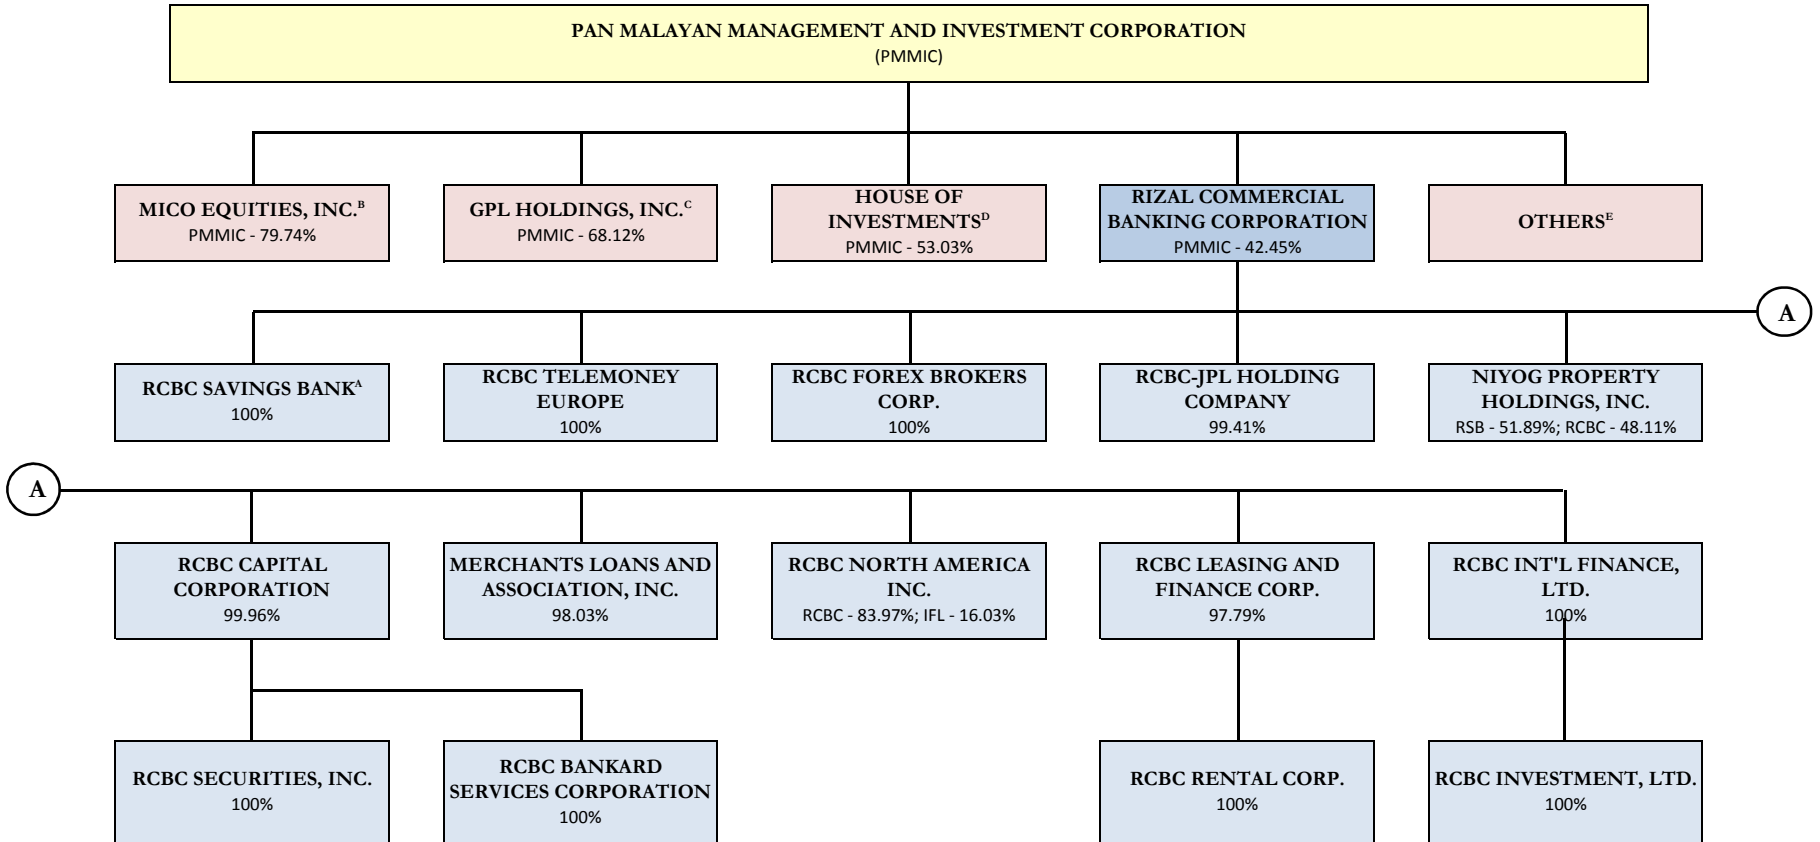 PAN MALAYAN MANAGEMENT AND INVESTMENT CORPORATION
(PMMIC)
MICO EQUITIES, INC.ᴮ
PMMIC - 79.74%
GPL HOLDINGS, INC.ᶜ
PMMIC - 68.12%
HOUSE OF
INVESTMENTSᴰ
PMMIC - 53.03%
RIZAL COMMERCIAL
BANKING CORPORATION
PMMIC - 42.45%
OTHERSᴱ
A
RCBC SAVINGS BANKᴬ
100%
RCBC TELEMONEY
EUROPE
100%
RCBC FOREX BROKERS
CORP.
100%
RCBC-JPL HOLDING
COMPANY
99.41%
NIYOG PROPERTY
HOLDINGS, INC.
RSB - 51.89%; RCBC - 48.11%
A
RCBC CAPITAL
CORPORATION
99.96%
MERCHANTS LOANS AND
ASSOCIATION, INC.
98.03%
RCBC NORTH AMERICA
INC.
RCBC - 83.97%; IFL - 16.03%
RCBC LEASING AND
FINANCE CORP.
97.79%
RCBC INT'L FINANCE,
LTD.
100%
RCBC SECURITIES, INC.
100%
RCBC BANKARD
SERVICES CORPORATION
100%
RCBC RENTAL CORP.
100%
RCBC INVESTMENT, LTD.
100%